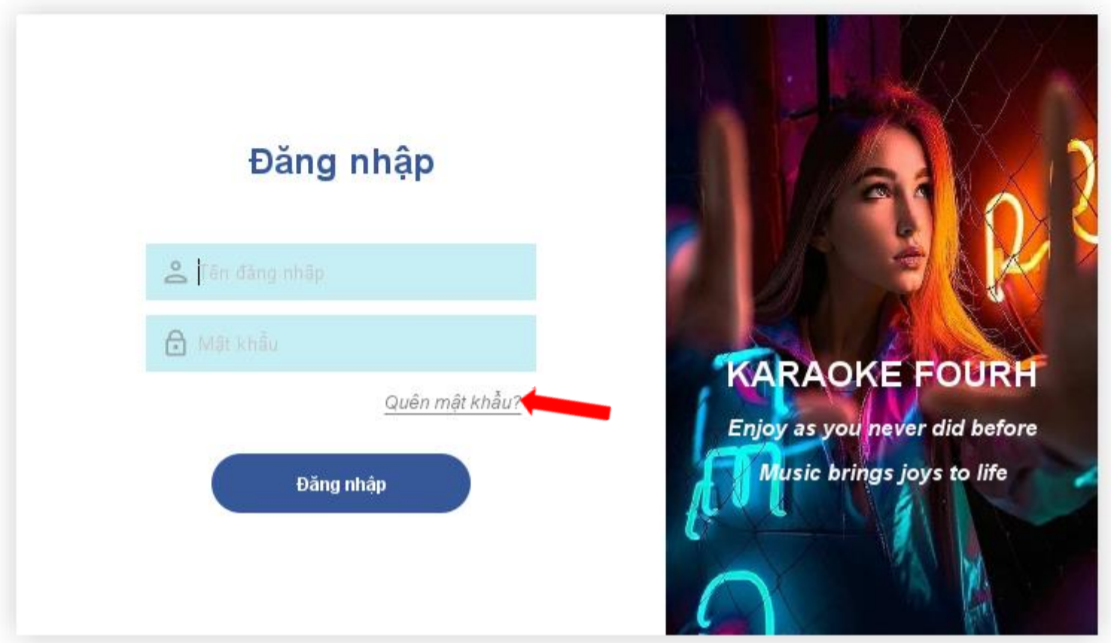 Đăng nhập
Tên đăng nhập
Mật khẩu
Quên mật khẩu?
Đăng nhập
KARAOKE FOURH
Enjoy as you never did before
Music brings joys to life